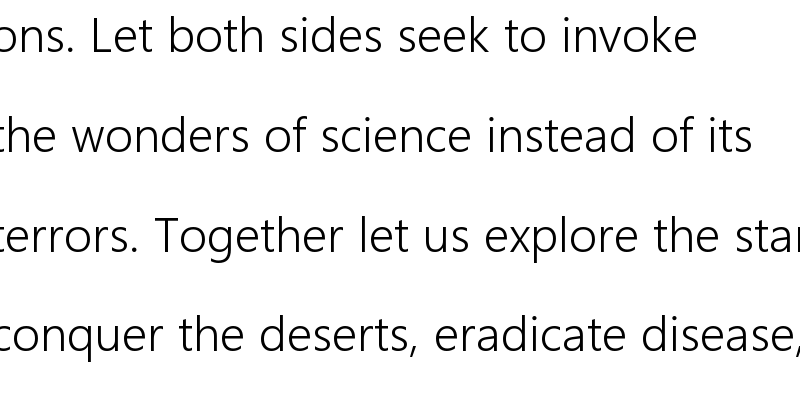 ons. Let both sides seek to invoke
the wonders of science instead of its
terrors. Together let us explore the
conquer the deserts, eradicate disease,